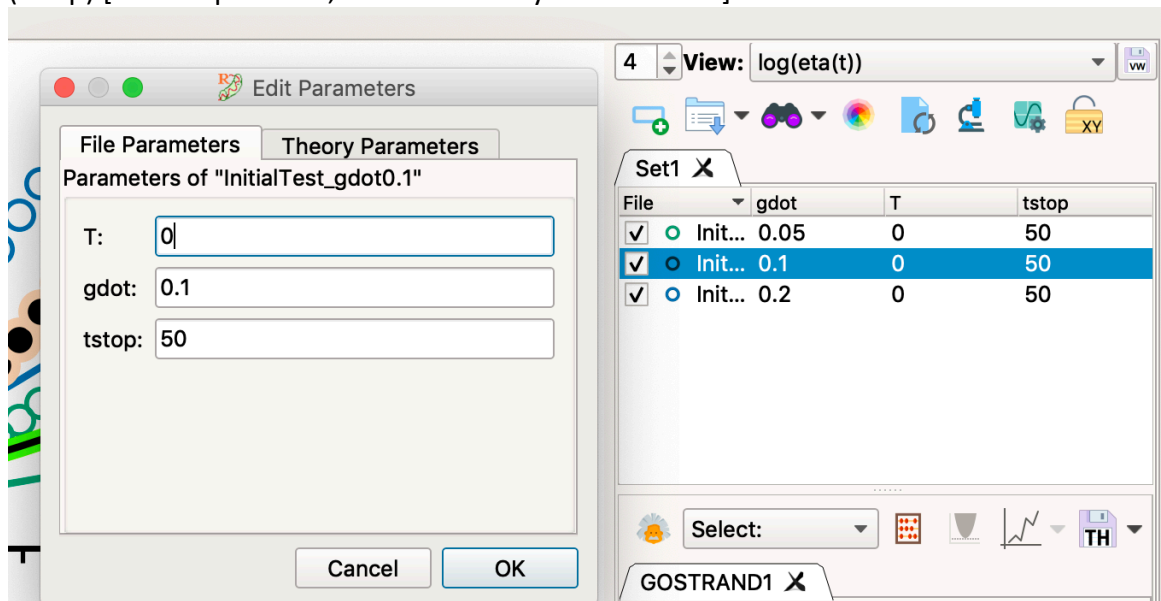 4 View: log(eta(t)) VW
Edit Parameters
XY
File Parameters Theory Parameters
Set1 X
Parameters of "InitialTest_gdot0.1"
File gdot T tstop
T: 0
Init... 0.05 0 50
Init... 0.1 0 50
gdot: 0.1
Init... 0.2 0 50
tstop: 50
Select: TH
Cancel OK
GOSTRAND1 X